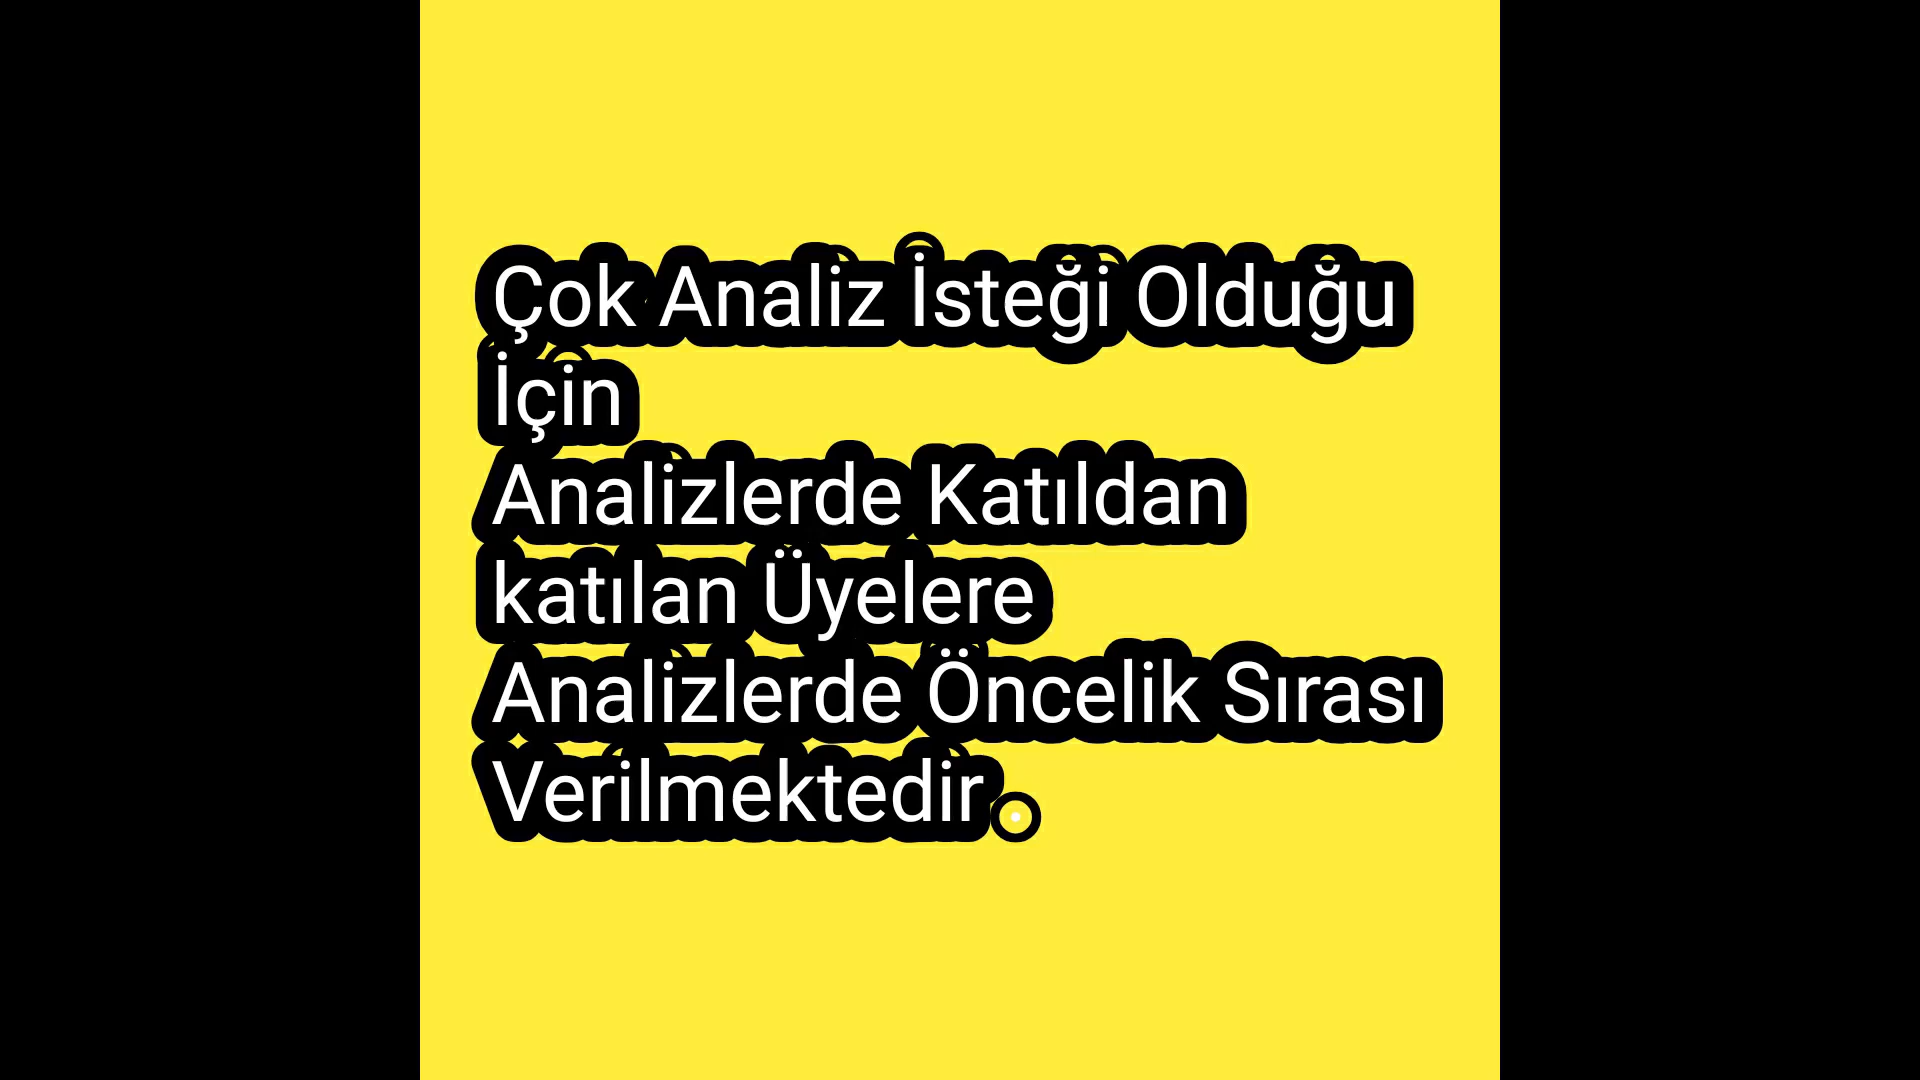 Çok Analiz İsteği Olduğu
İçin
Analizlerde Katıldan
katılan Üyelere
Analizlerde Öncelik Sırası
Verilmektedir.